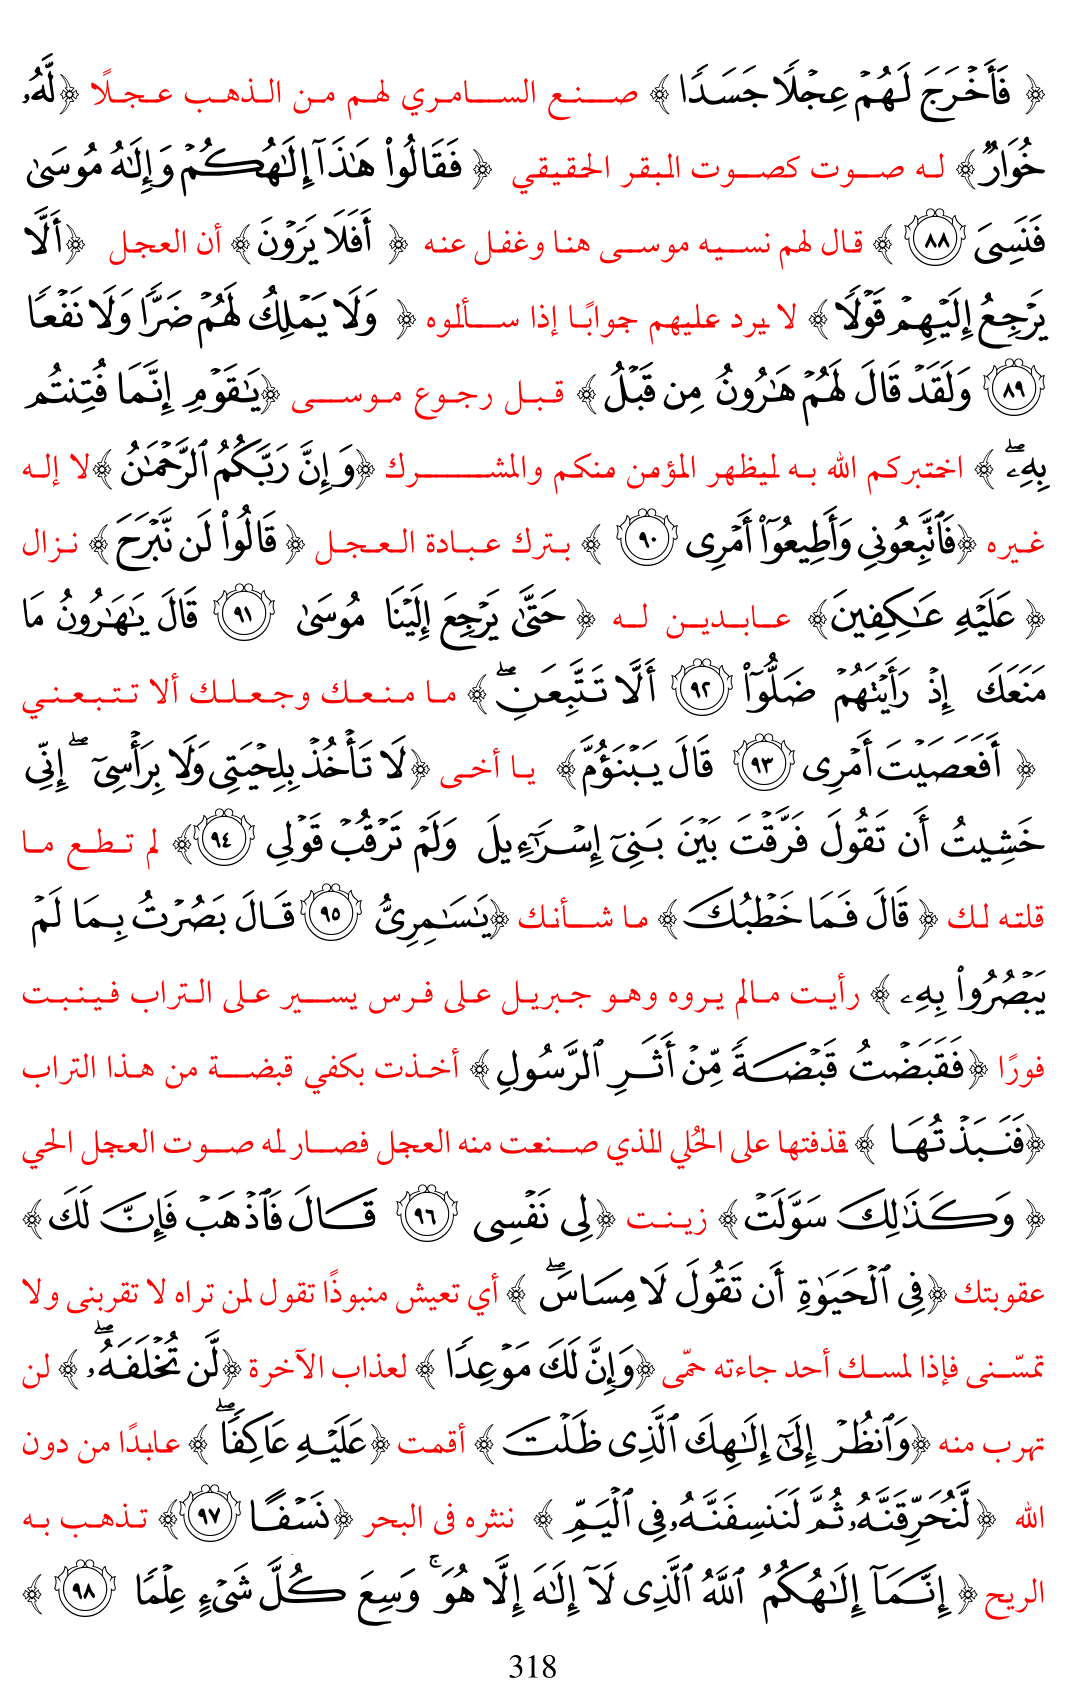 ﴿ فَأَخْرَجَ لَهُمْ عِجْلًا جَسَدًا ﴾ صنع السامري لهم من الذهب عجلًا ﴿لَّهُۥ
خُوَارٌ﴾ له صوت كصوت البقر الحقيقي ﴿ فَقَالُوا۟ هَـٰذَآ إِلَـٰهُكُمْ وَإِلَـٰهُ مُوسَىٰ
فَنَسِىَ ٨٨ ﴾ قال لهم نسيه موسى هنا وغفل عنه ﴿ أَفَلَا يَرَوْنَ﴾ أن العجل ﴿أَلَّا
يَرْجِعُ إِلَيْهِمْ قَوْلًا﴾ لا يرد عليهم جوابًا إذا سألوه ﴿ وَلَا يَمْلِكُ لَهُمْ ضَرًّا وَلَا نَفْعًا
٨٩ وَلَقَدْ قَالَ لَهُمْ هَـٰرُونُ مِن قَبْلُ﴾ قبل رجوع موسى ﴿يَـٰقَوْمِ إِنَّمَا فُتِنتُم
بِهِۦۖ ﴾ اختبركم الله به ليظهر المؤمن منكم والمشرك ﴿وَإِنَّ رَبَّكُمُ ٱلرَّحْمَـٰنُ ﴾لا إله
غيره ﴿فَٱتَّبِعُونِى وَأَطِيعُوٓا۟ أَمْرِى ٩٠ ﴾ بترك عبادة العجل ﴿ قَالُوا۟ لَن نَّبْرَحَ﴾ نزال
﴿ عَلَيْهِ عَـٰكِفِينَ﴾ عابدين له ﴿ حَتَّىٰ يَرْجِعَ إِلَيْنَا مُوسَىٰ ٩١ قَالَ يَـٰهَـٰرُونُ مَا
مَنَعَكَ إِذْ رَأَيْتَهُمْ ضَلُّوٓا۟ ٩٢ أَلَّا تَتَّبِعَنِۖ ﴾ ما منعك وجعلك ألا تتبعني
﴿ أَفَعَصَيْتَ أَمْرِى ٩٣ قَالَ يَبْنَؤُمَّ﴾ يا أخى ﴿لَا تَأْخُذْ بِلِحْيَتِى وَلَا بِرَأْسِىٓۖ إِنِّى
خَشِيتُ أَن تَقُولَ فَرَّقْتَ بَيْنَ بَنِىٓ إِسْرَٰٓءِيلَ وَلَمْ تَرْقُبْ قَوْلِى ٩٤ ﴾ لم تطع ما
قلته لك ﴿ قَالَ فَمَا خَطْبُكَ﴾ ما شأنك ﴿يَـٰسَـٰمِرِىُّ ٩٥ قَالَ بَصُرْتُ بِمَا لَمْ
يَبْصُرُوا۟ بِهِۦ ﴾ رأيت مالم يروه وهو جبريل على فرس يسير على التراب فينبت
فورًا ﴿فَقَبَضْتُ قَبْضَةً مِّنْ أَثَرِ ٱلرَّسُولِ﴾ أخذت بكفي قبضة من هذا التراب
﴿فَنَبَذْتُهَا ﴾ قذفتها على الحُلي الذي صنعت منه العجل فصار له صوت العجل الحي
﴿ وَكَذَٰلِكَ سَوَّلَتْ﴾ زينت ﴿لِى نَفْسِى ٩٦ قَالَ فَٱذْهَبْ فَإِنَّ لَكَ ﴾
عقوبتك ﴿فِى ٱلْحَيَوٰةِ أَن تَقُولَ لَا مِسَاسَۖ ﴾ أي تعيش منبوذًا تقول لمن تراه لا تقربنى ولا
تمسّنى فإذا لمسك أحد جاءته حمّى ﴿وَإِنَّ لَكَ مَوْعِدًا ﴾ لعذاب الآخرة ﴿لَّن تُخْلَفَهُۥۖ ﴾ لن
تهرب منه ﴿وَٱنظُرْ إِلَىٰٓ إِلَـٰهِكَ ٱلَّذِى ظَلْتَ ﴾ أقمت ﴿عَلَيْهِ عَاكِفًاۖ ﴾ عابدًا من دون
الله ﴿لَّنُحَرِّقَنَّهُۥ ثُمَّ لَنَنسِفَنَّهُۥ فِى ٱلْيَمِّ ﴾ ننثره فى البحر ﴿نَسْفًا ٩٧ ﴾ تذهب به
الريح ﴿ إِنَّمَآ إِلَـٰهُكُمُ ٱللَّهُ ٱلَّذِى لَآ إِلَـٰهَ إِلَّا هُوَۚ وَسِعَ كُلَّ شَىْءٍ عِلْمًا ٩٨ ﴾
318